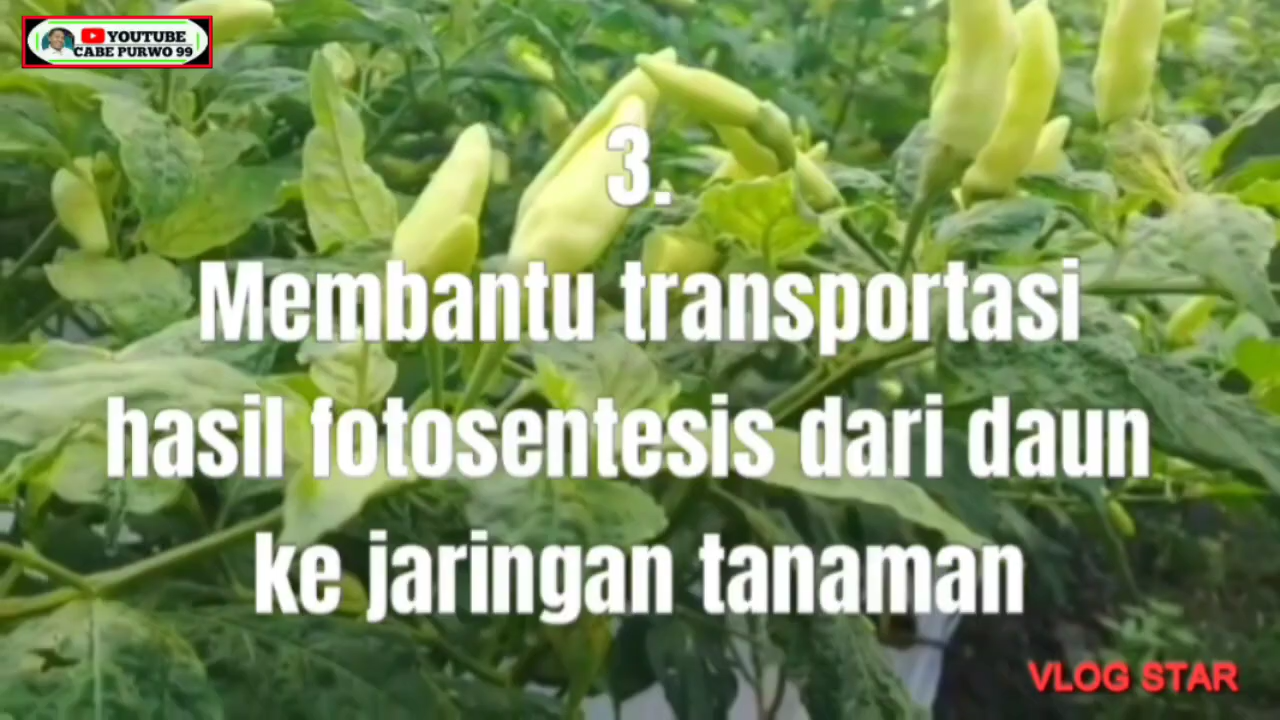 YOUTUBE
CABE PURWO 99
3.
Membantu transportasi
hasil fotosentesis dari daun
ke jaringan tanaman
VLOG STAR